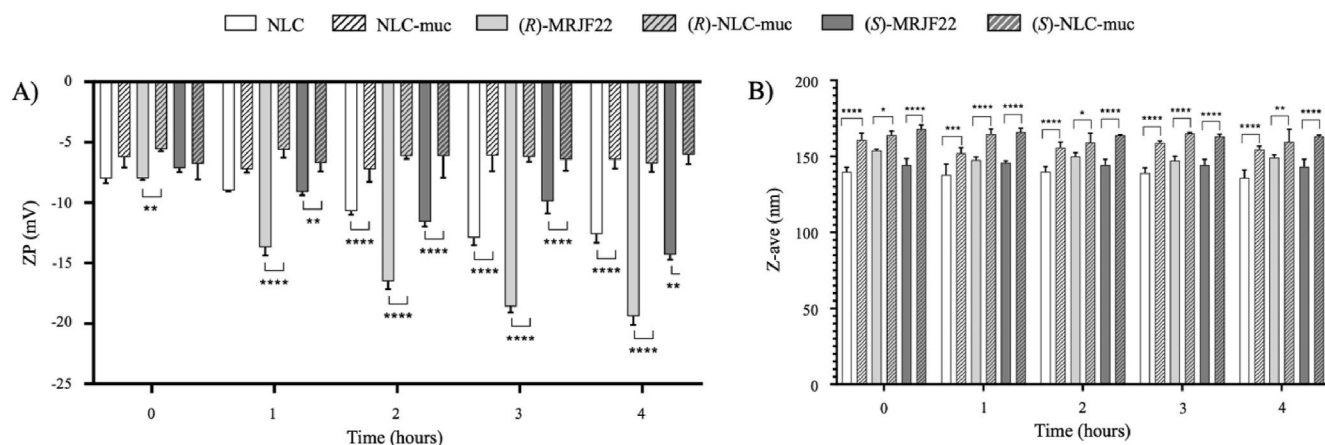 NLC NLC-muc (R)-MRJF22 (R)-NLC-muc (S)-MRJF22 (S)-NLC-muc
A)
0
-5
-10
-15
-20
-25
ZP (mV)
** **** ** **** **** **** **** **** **** **** **** **
0 1 2 3 4
Time (hours)
B)
200
150
100
50
0
Z-ave (nm)
**** * **** *** **** **** **** * **** **** **** **** **** ** ****
0 1 2 3 4
Time (hours)